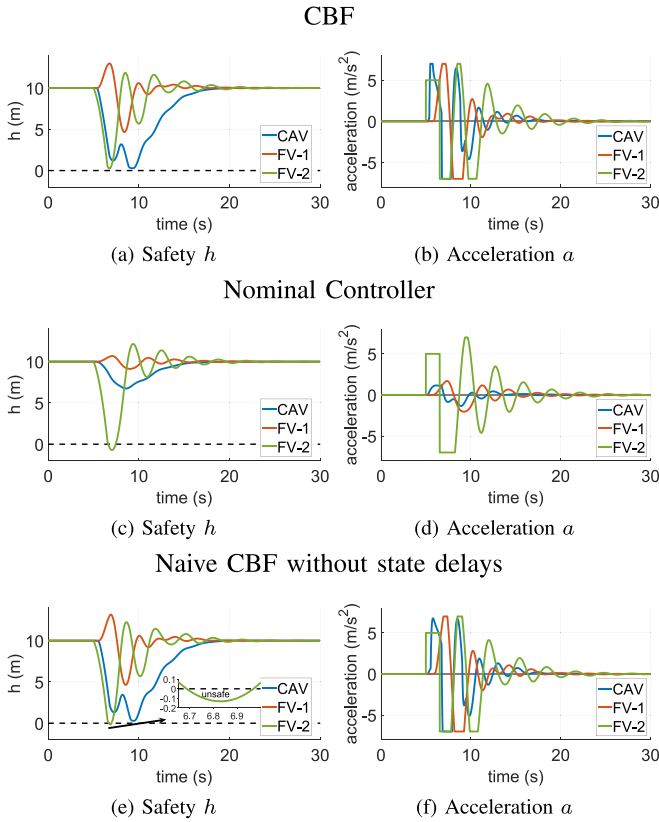 CBF
h (m)
10
5
0
CAV
FV-1
FV-2
0 10 20 30
time (s)
(a) Safety h
acceleration (m/s²)
5
0
-5
CAV
FV-1
FV-2
0 10 20 30
time (s)
(b) Acceleration a
Nominal Controller
h (m)
10
5
0
CAV
FV-1
FV-2
0 10 20 30
time (s)
(c) Safety h
acceleration (m/s²)
5
0
-5
CAV
FV-1
FV-2
0 10 20 30
time (s)
(d) Acceleration a
Naive CBF without state delays
h (m)
10
5
0
0.1
0
-0.1
-0.2
unsafe
6.7 6.8 6.9
CAV
FV-1
FV-2
0 10 20 30
time (s)
(e) Safety h
acceleration (m/s²)
5
0
-5
CAV
FV-1
FV-2
0 10 20 30
time (s)
(f) Acceleration a